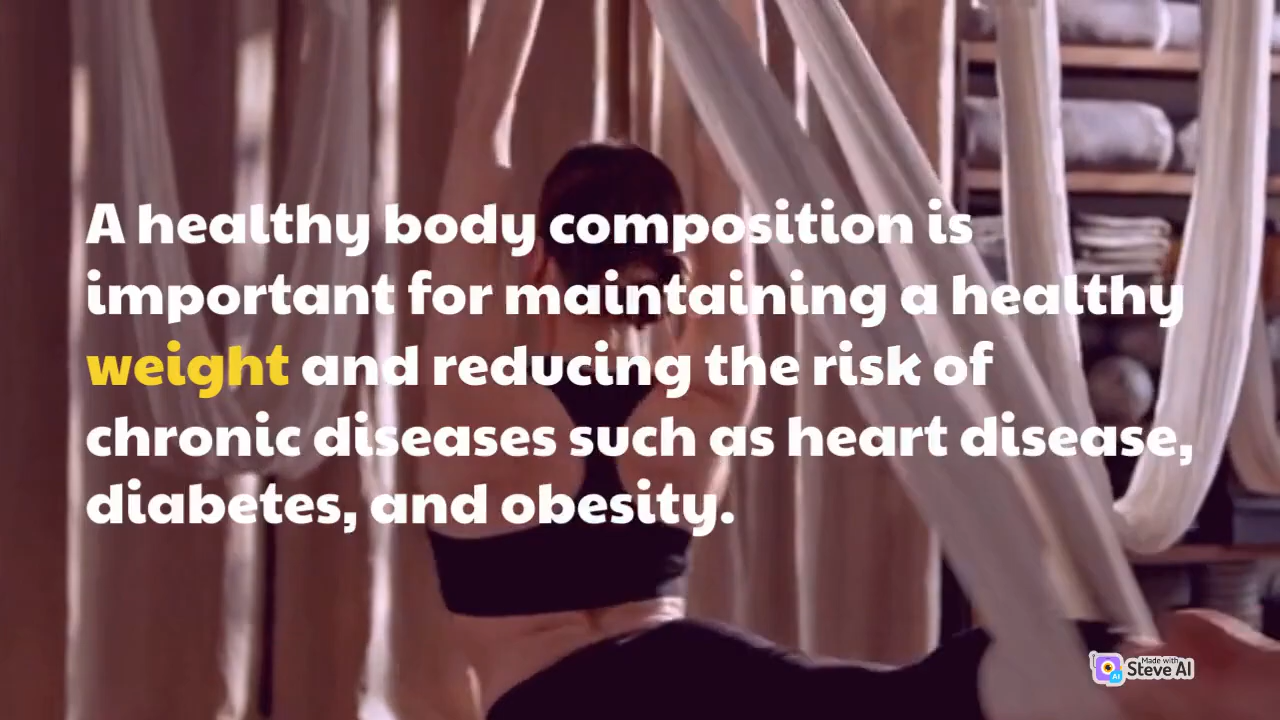 A healthy body composition is
important for maintaining a healthy
weight and reducing the risk of
chronic diseases such as heart disease,
diabetes, and obesity.
Made with
Steve AI
AI